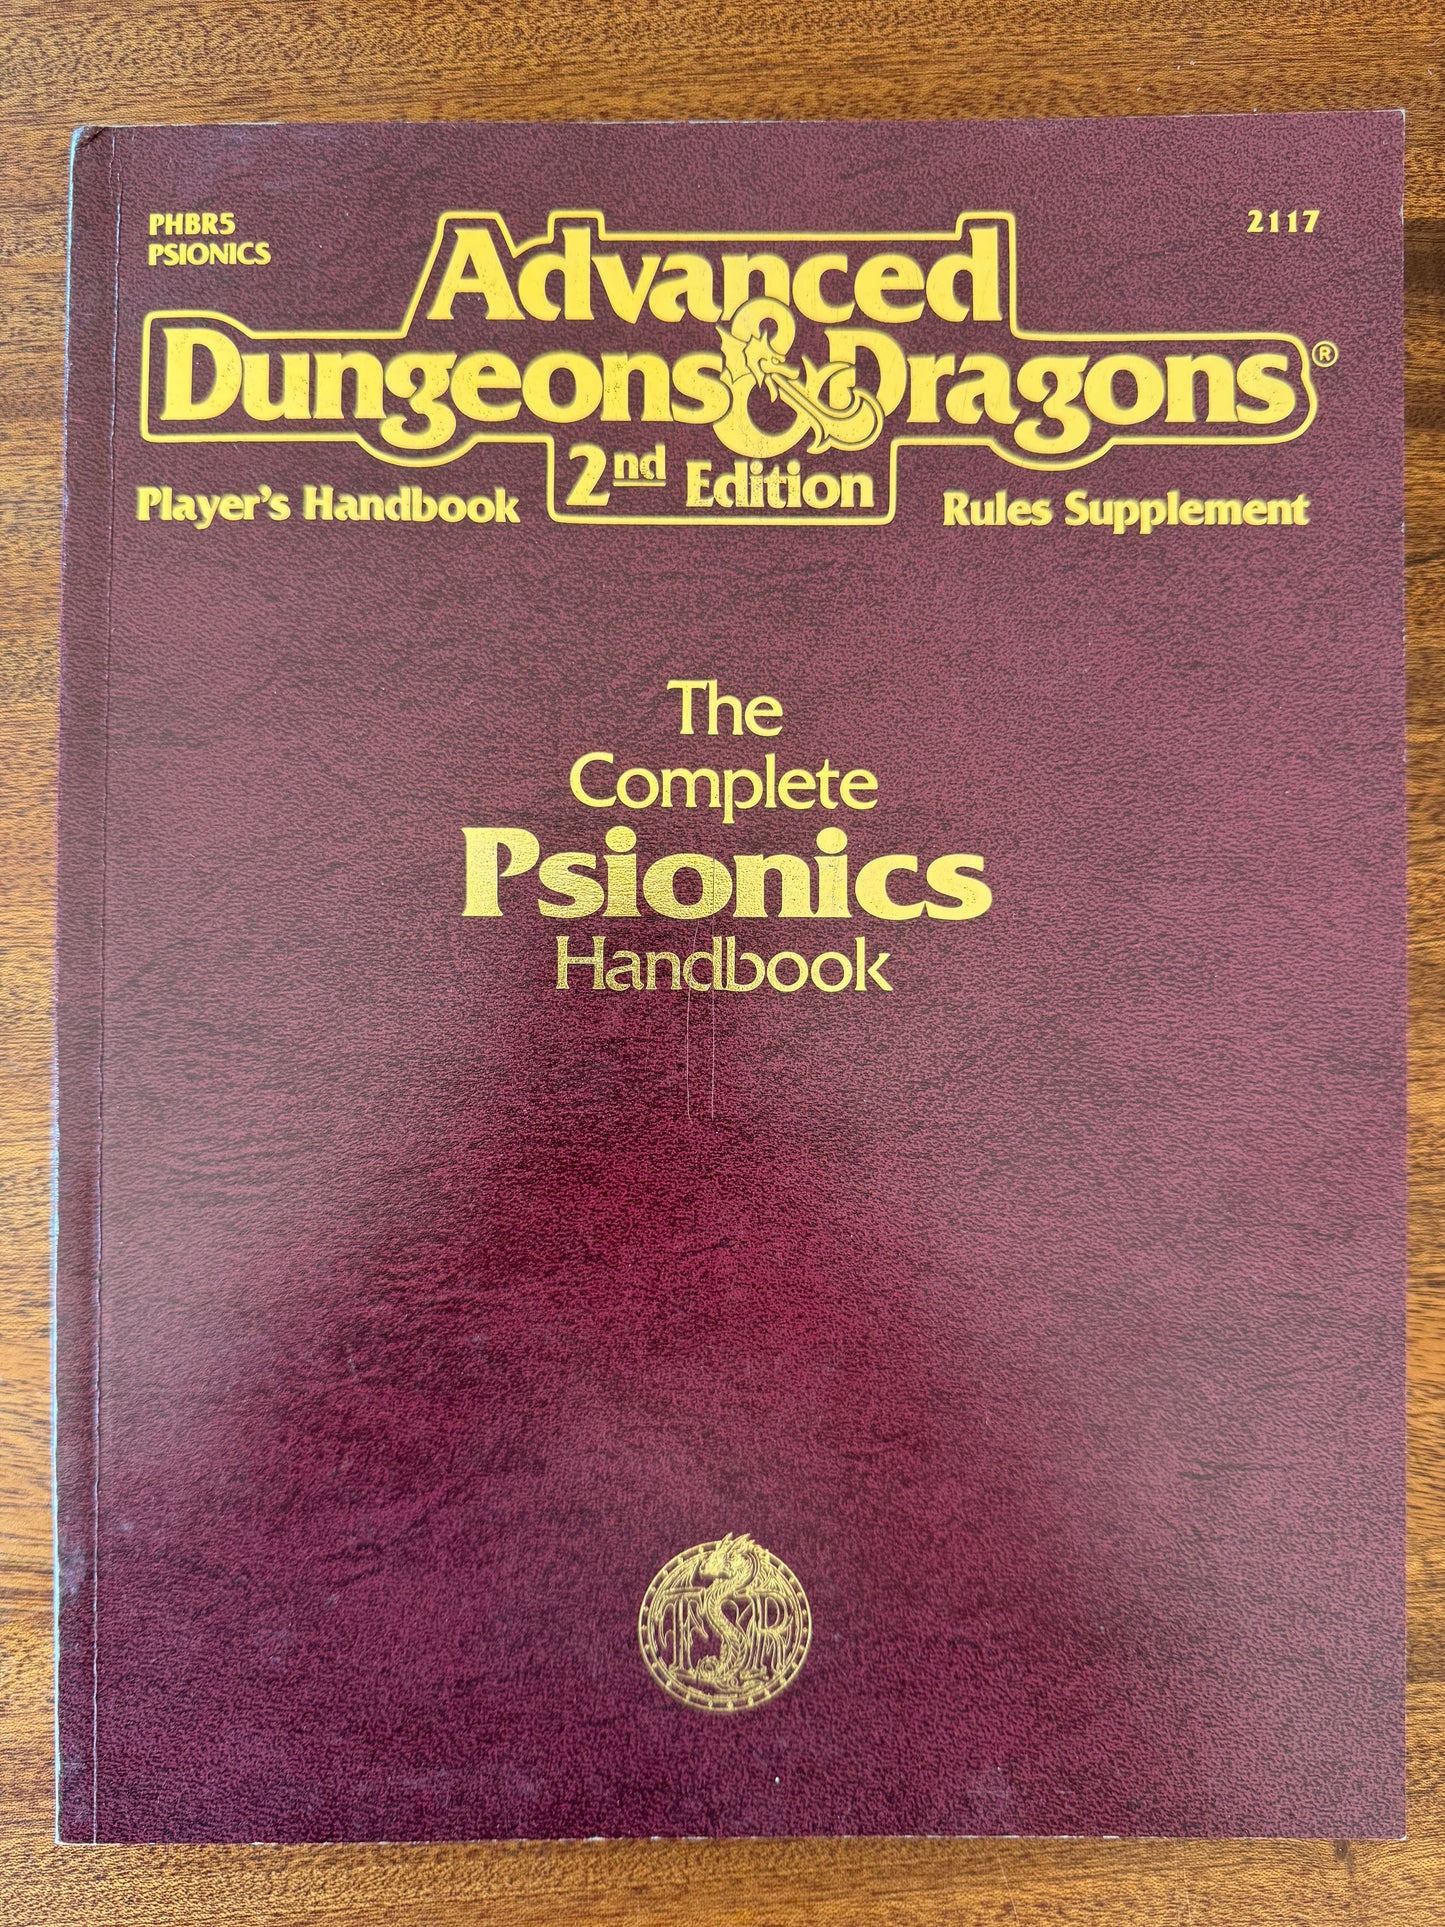 PHBR5
PSIONICS
2117
Advanced
Dungeons & Dragons®
2nd Edition
Player's Handbook
Rules Supplement
The
Complete
Psionics
Handbook
TSR